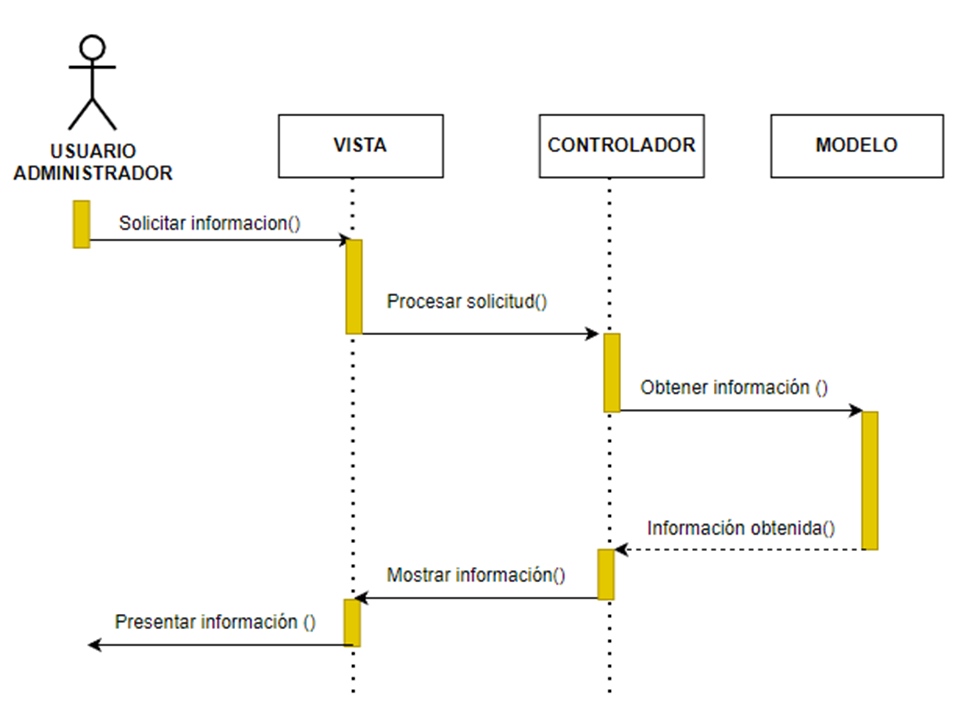 USUARIO
ADMINISTRADOR
VISTA
CONTROLADOR
MODELO
Solicitar informacion()
Procesar solicitud()
Obtener información ()
Información obtenida()
Mostrar información()
Presentar información ()